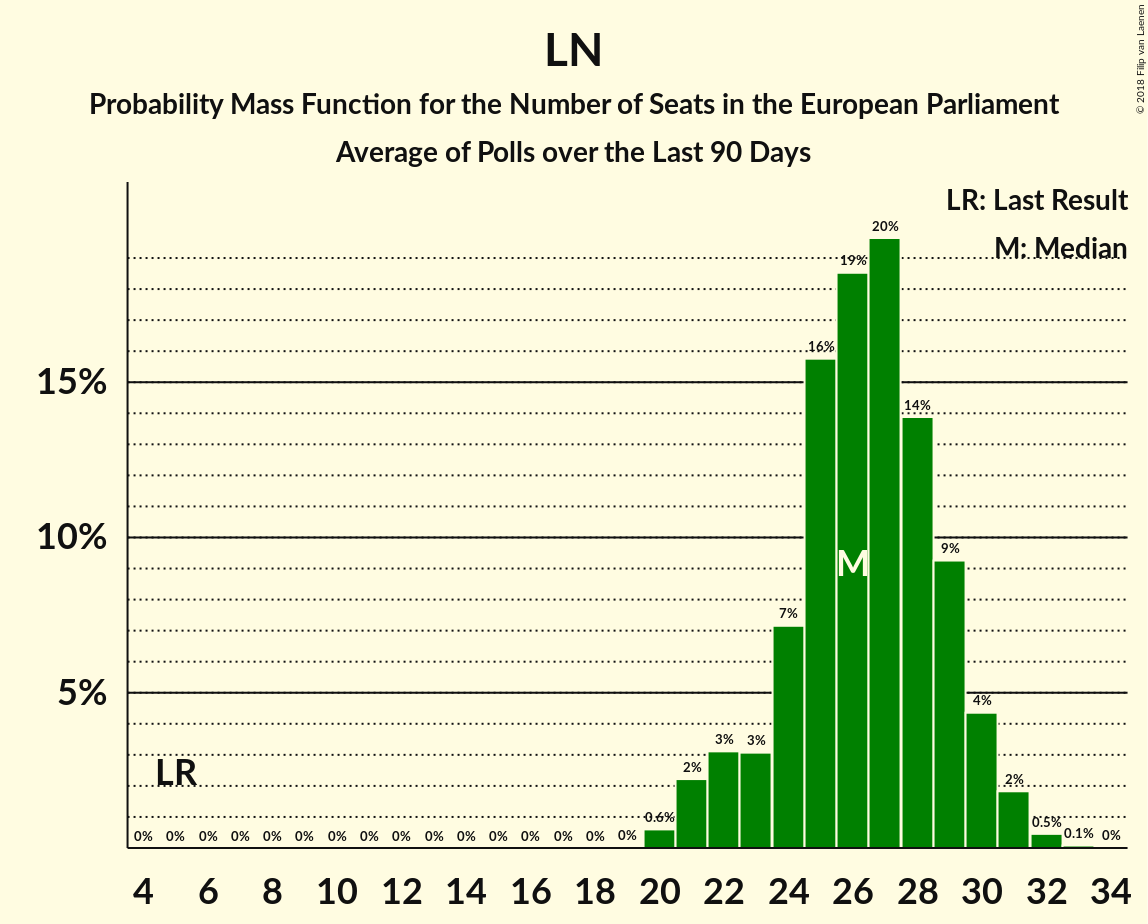 LN
Probability Mass Function for the Number of Seats in the European Parliament
Average of Polls over the Last 90 Days
© 2018 Filip van Laenen
LR: Last Result
M: Median
15%
10%
5%
LR
M
0% 0% 0% 0% 0% 0% 0% 0% 0% 0% 0% 0% 0% 0% 0% 0% 0.6% 2% 3% 3% 7% 16% 19% 20% 14% 9% 4% 2% 0.5% 0.1% 0%
4 6 8 10 12 14 16 18 20 22 24 26 28 30 32 34